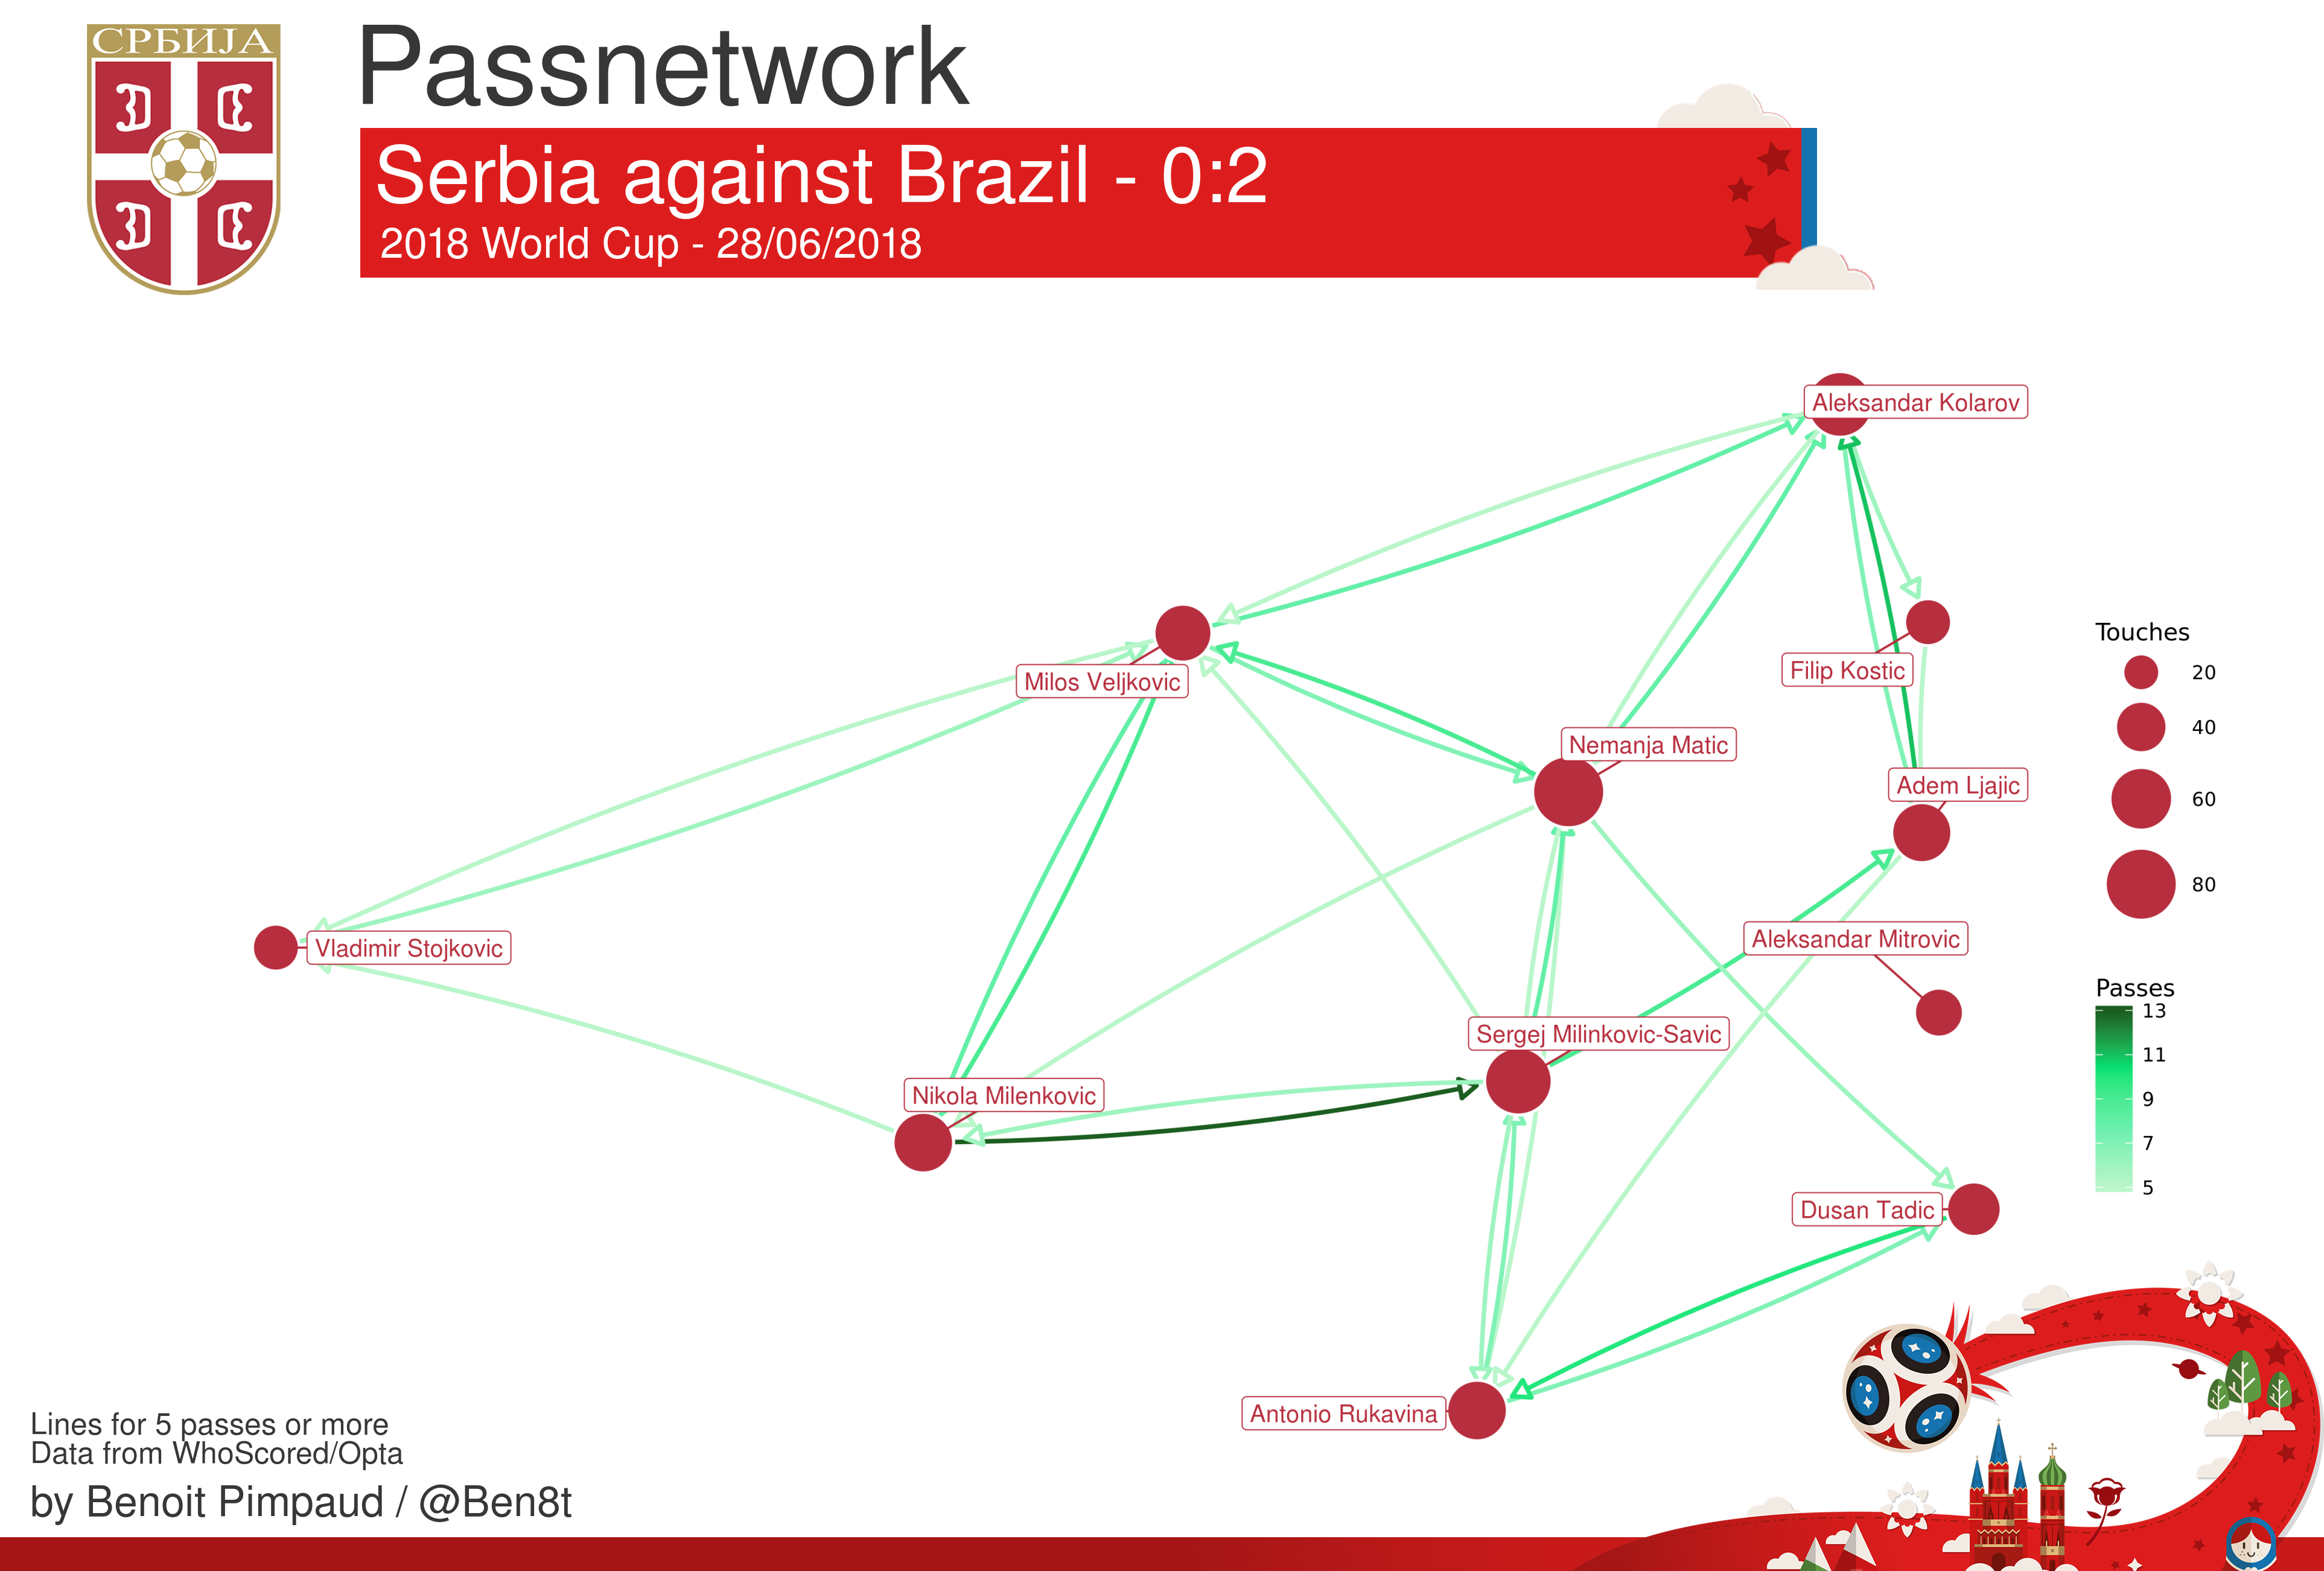 СРБИЈА
Passnetwork
Serbia against Brazil - 0:2
2018 World Cup - 28/06/2018
Aleksandar Kolarov
Filip Kostic
Milos Veljkovic
Nemanja Matic
Adem Ljajic
Aleksandar Mitrovic
Vladimir Stojkovic
Sergej Milinkovic-Savic
Nikola Milenkovic
Dusan Tadic
Antonio Rukavina
Touches
20
40
60
80
Passes
13
11
9
7
5
Lines for 5 passes or more
Data from WhoScored/Opta
by Benoit Pimpaud / @Ben8t